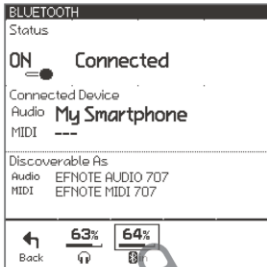 BLUETOOTH
Status
ON Connected
Connected Device
Audio My Smartphone
MIDI ---
Discoverable As
Audio EFNOTE AUDIO 707
MIDI EFNOTE MIDI 707
63% 64%
Back in